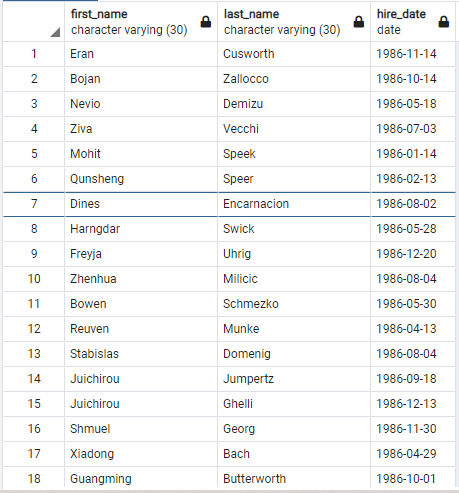 first_name last_name hire_date
character varying (30) character varying (30) date
1 Eran Cusworth 1986-11-14
2 Bojan Zallocco 1986-10-14
3 Nevio Demizu 1986-05-18
4 Ziva Vecchi 1986-07-03
5 Mohit Speek 1986-01-14
6 Qunsheng Speer 1986-02-13
7 Dines Encarnacion 1986-08-02
8 Harngdar Swick 1986-05-28
9 Freyja Uhrig 1986-12-20
10 Zhenhua Milicic 1986-08-04
11 Bowen Schmezko 1986-05-30
12 Reuven Munke 1986-04-13
13 Stabislas Domenig 1986-08-04
14 Juichirou Jumpertz 1986-09-18
15 Juichirou Ghelli 1986-12-13
16 Shmuel Georg 1986-11-30
17 Xiadong Bach 1986-04-29
18 Guangming Butterworth 1986-10-01